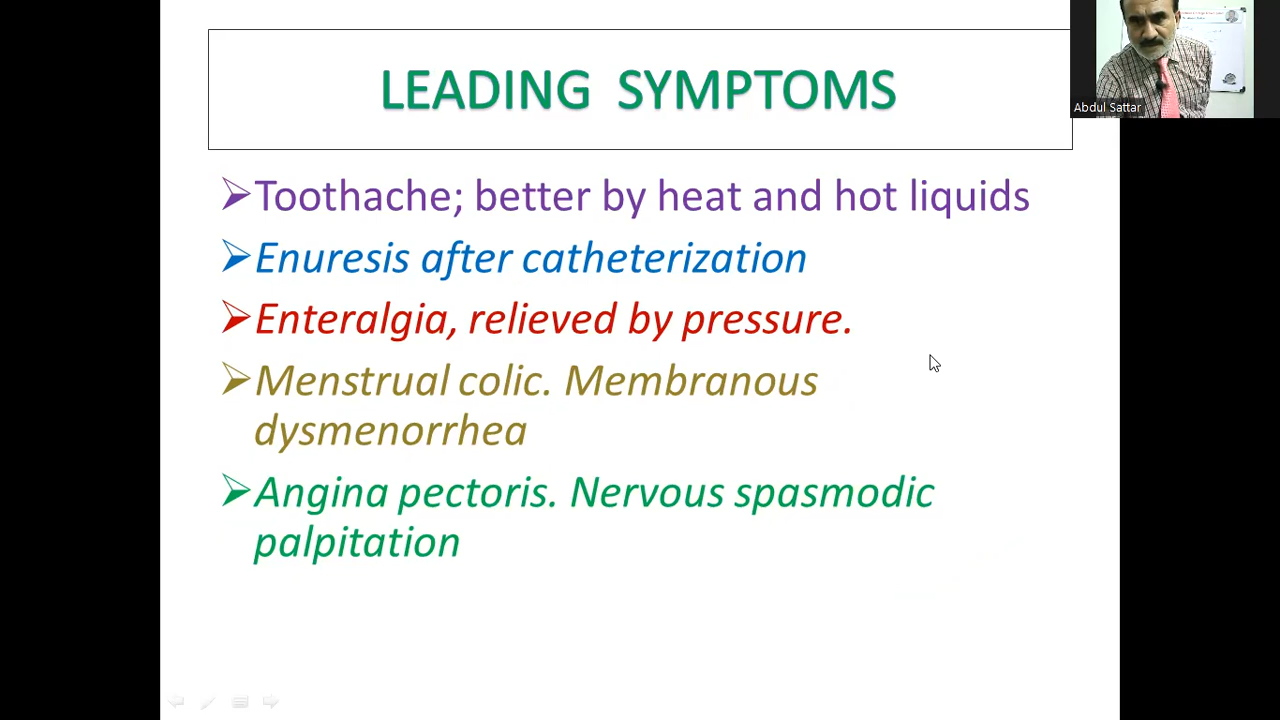 LEADING SYMPTOMS
Abdul Sattar
Toothache; better by heat and hot liquids
Enuresis after catheterization
Enteralgia, relieved by pressure.
Menstrual colic. Membranous
dysmenorrhea
Angina pectoris. Nervous spasmodic
palpitation